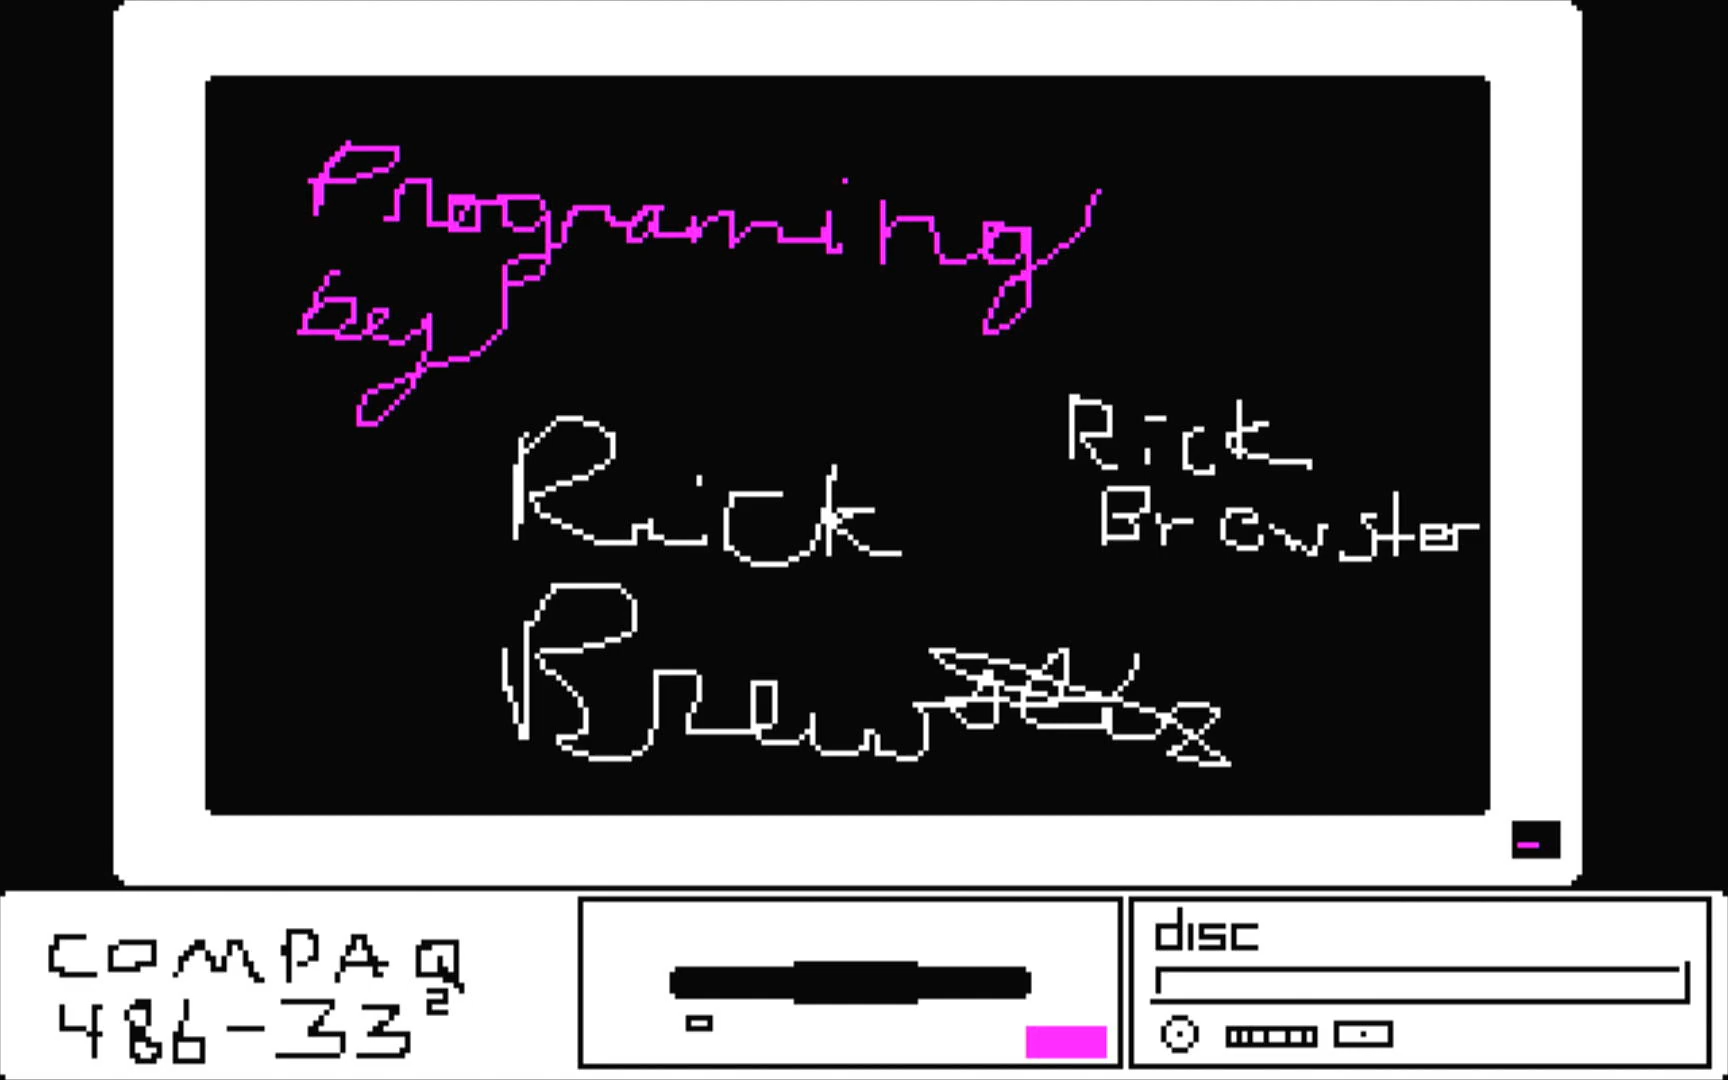 Programing
by
Rick
Brewster
Rick
Brewster
COMPAQ
486-33²
disc